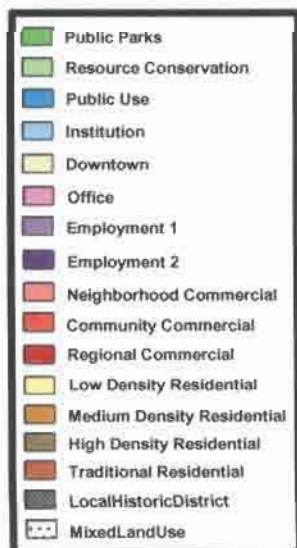 Public Parks
Resource Conservation
Public Use
Institution
Downtown
Office
Employment 1
Employment 2
Neighborhood Commercial
Community Commercial
Regional Commercial
Low Density Residential
Medium Density Residential
High Density Residential
Traditional Residential
LocalHistoricDistrict
MixedLandUse